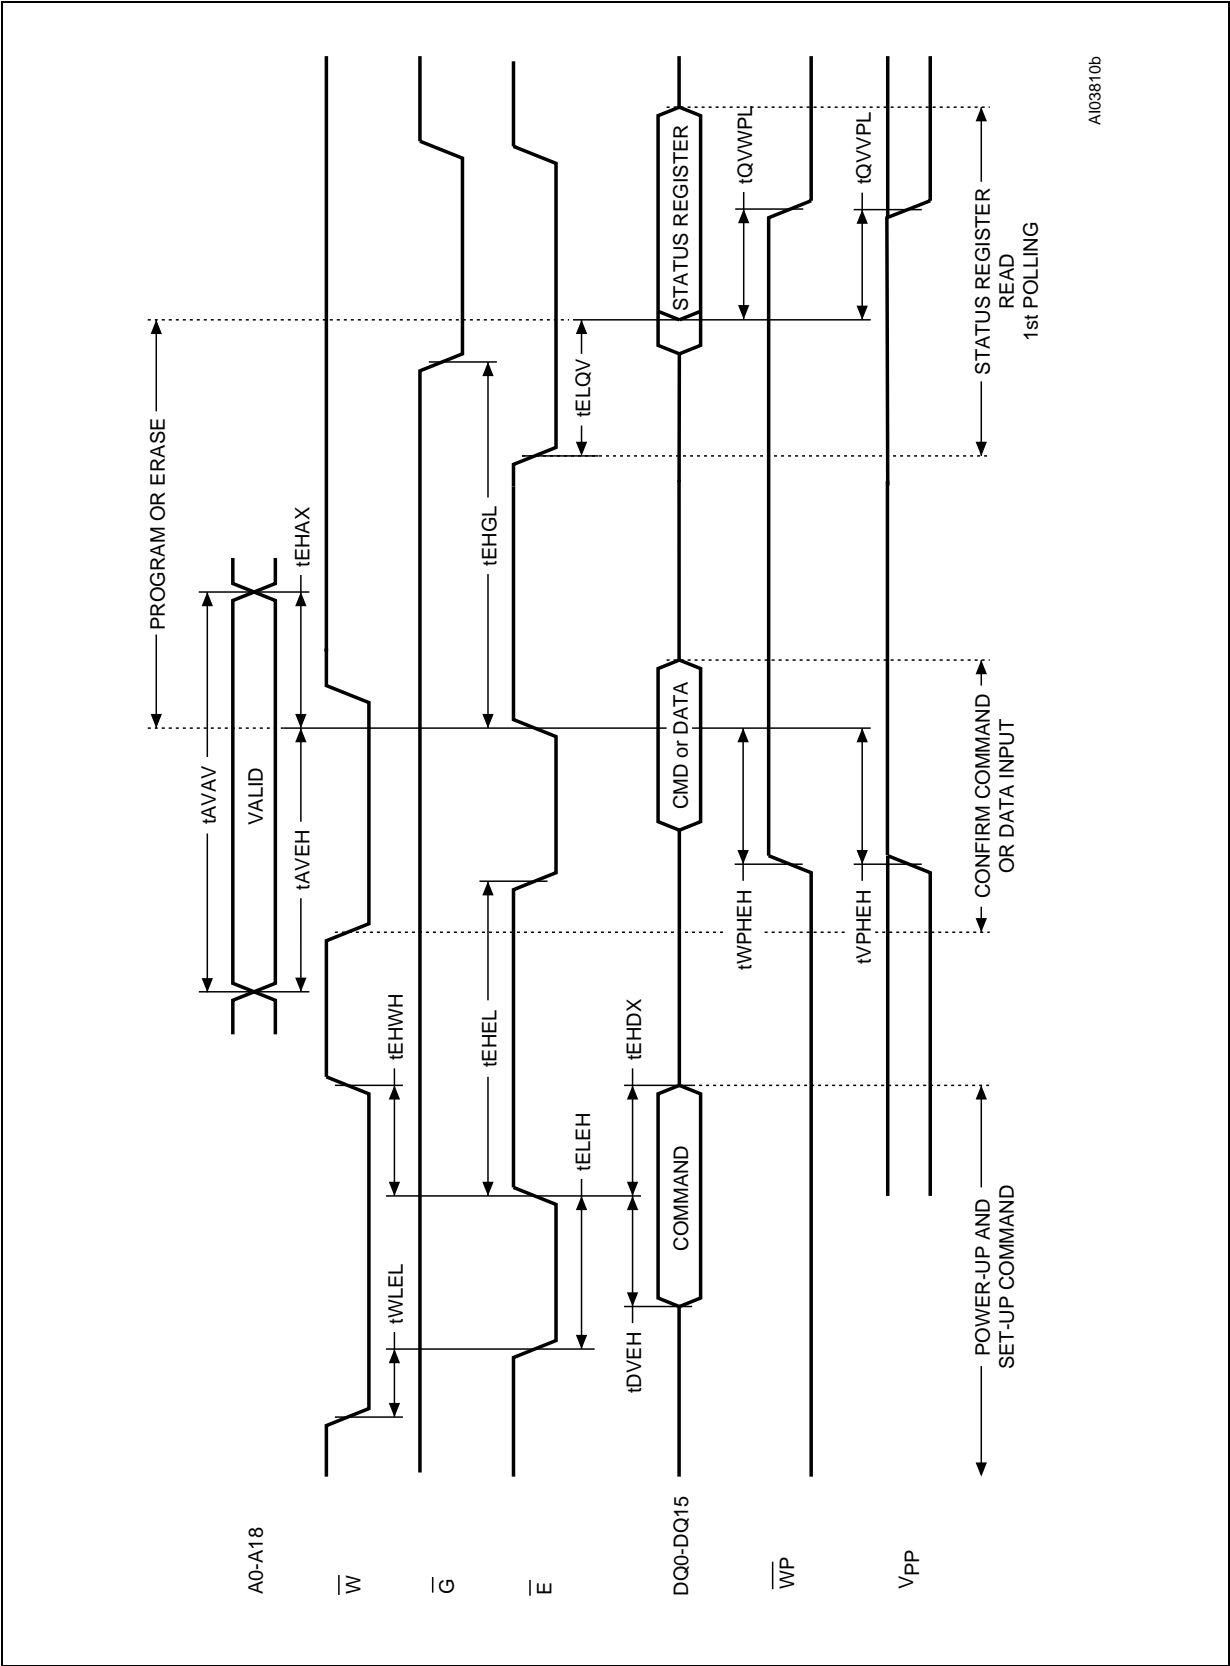 A0-A18
VALID
tAVAV
tAVEH
tEHAX
PROGRAM OR ERASE
W
tWLEL
tEHWH
G
tEHEL
tEHGL
E
tELEH
tELQV
tDVEH
tEHDX
DQ0-DQ15
COMMAND
CMD or DATA
STATUS REGISTER
tWPHEH
tQVWPL
WP
tVPHEH
tQVVPL
VPP
POWER-UP AND
SET-UP COMMAND
CONFIRM COMMAND
OR DATA INPUT
STATUS REGISTER
READ
1st POLLING
AI03810b